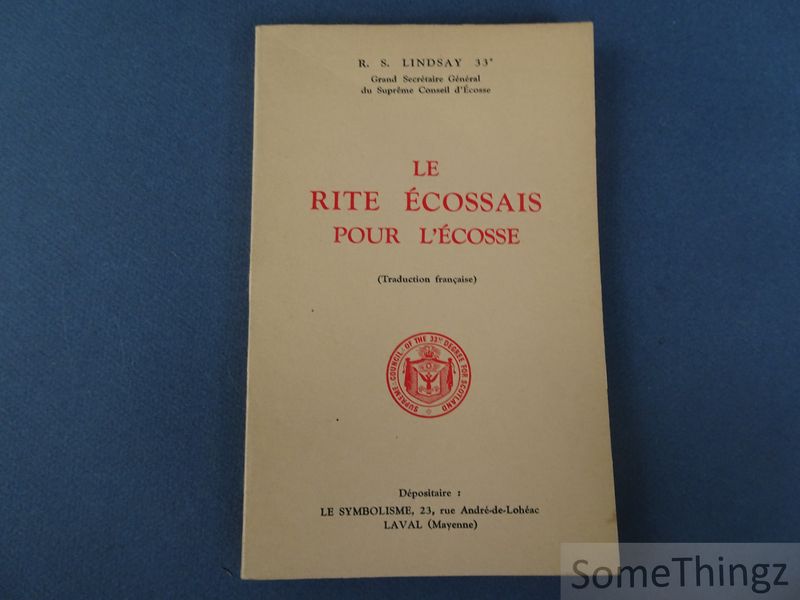 R. S. LINDSAY 33e
Grand Secrétaire Général
du Suprême Conseil d'Écosse
LE
RITE ÉCOSSAIS
POUR L'ÉCOSSE
(Traduction française)
SUPREME COUNCIL OF THE 33RD DEGREE FOR SCOTLAND
Dépositaire :
LE SYMBOLISME, 23, rue André-de-Lohéac
LAVAL (Mayenne)
SomeThingz